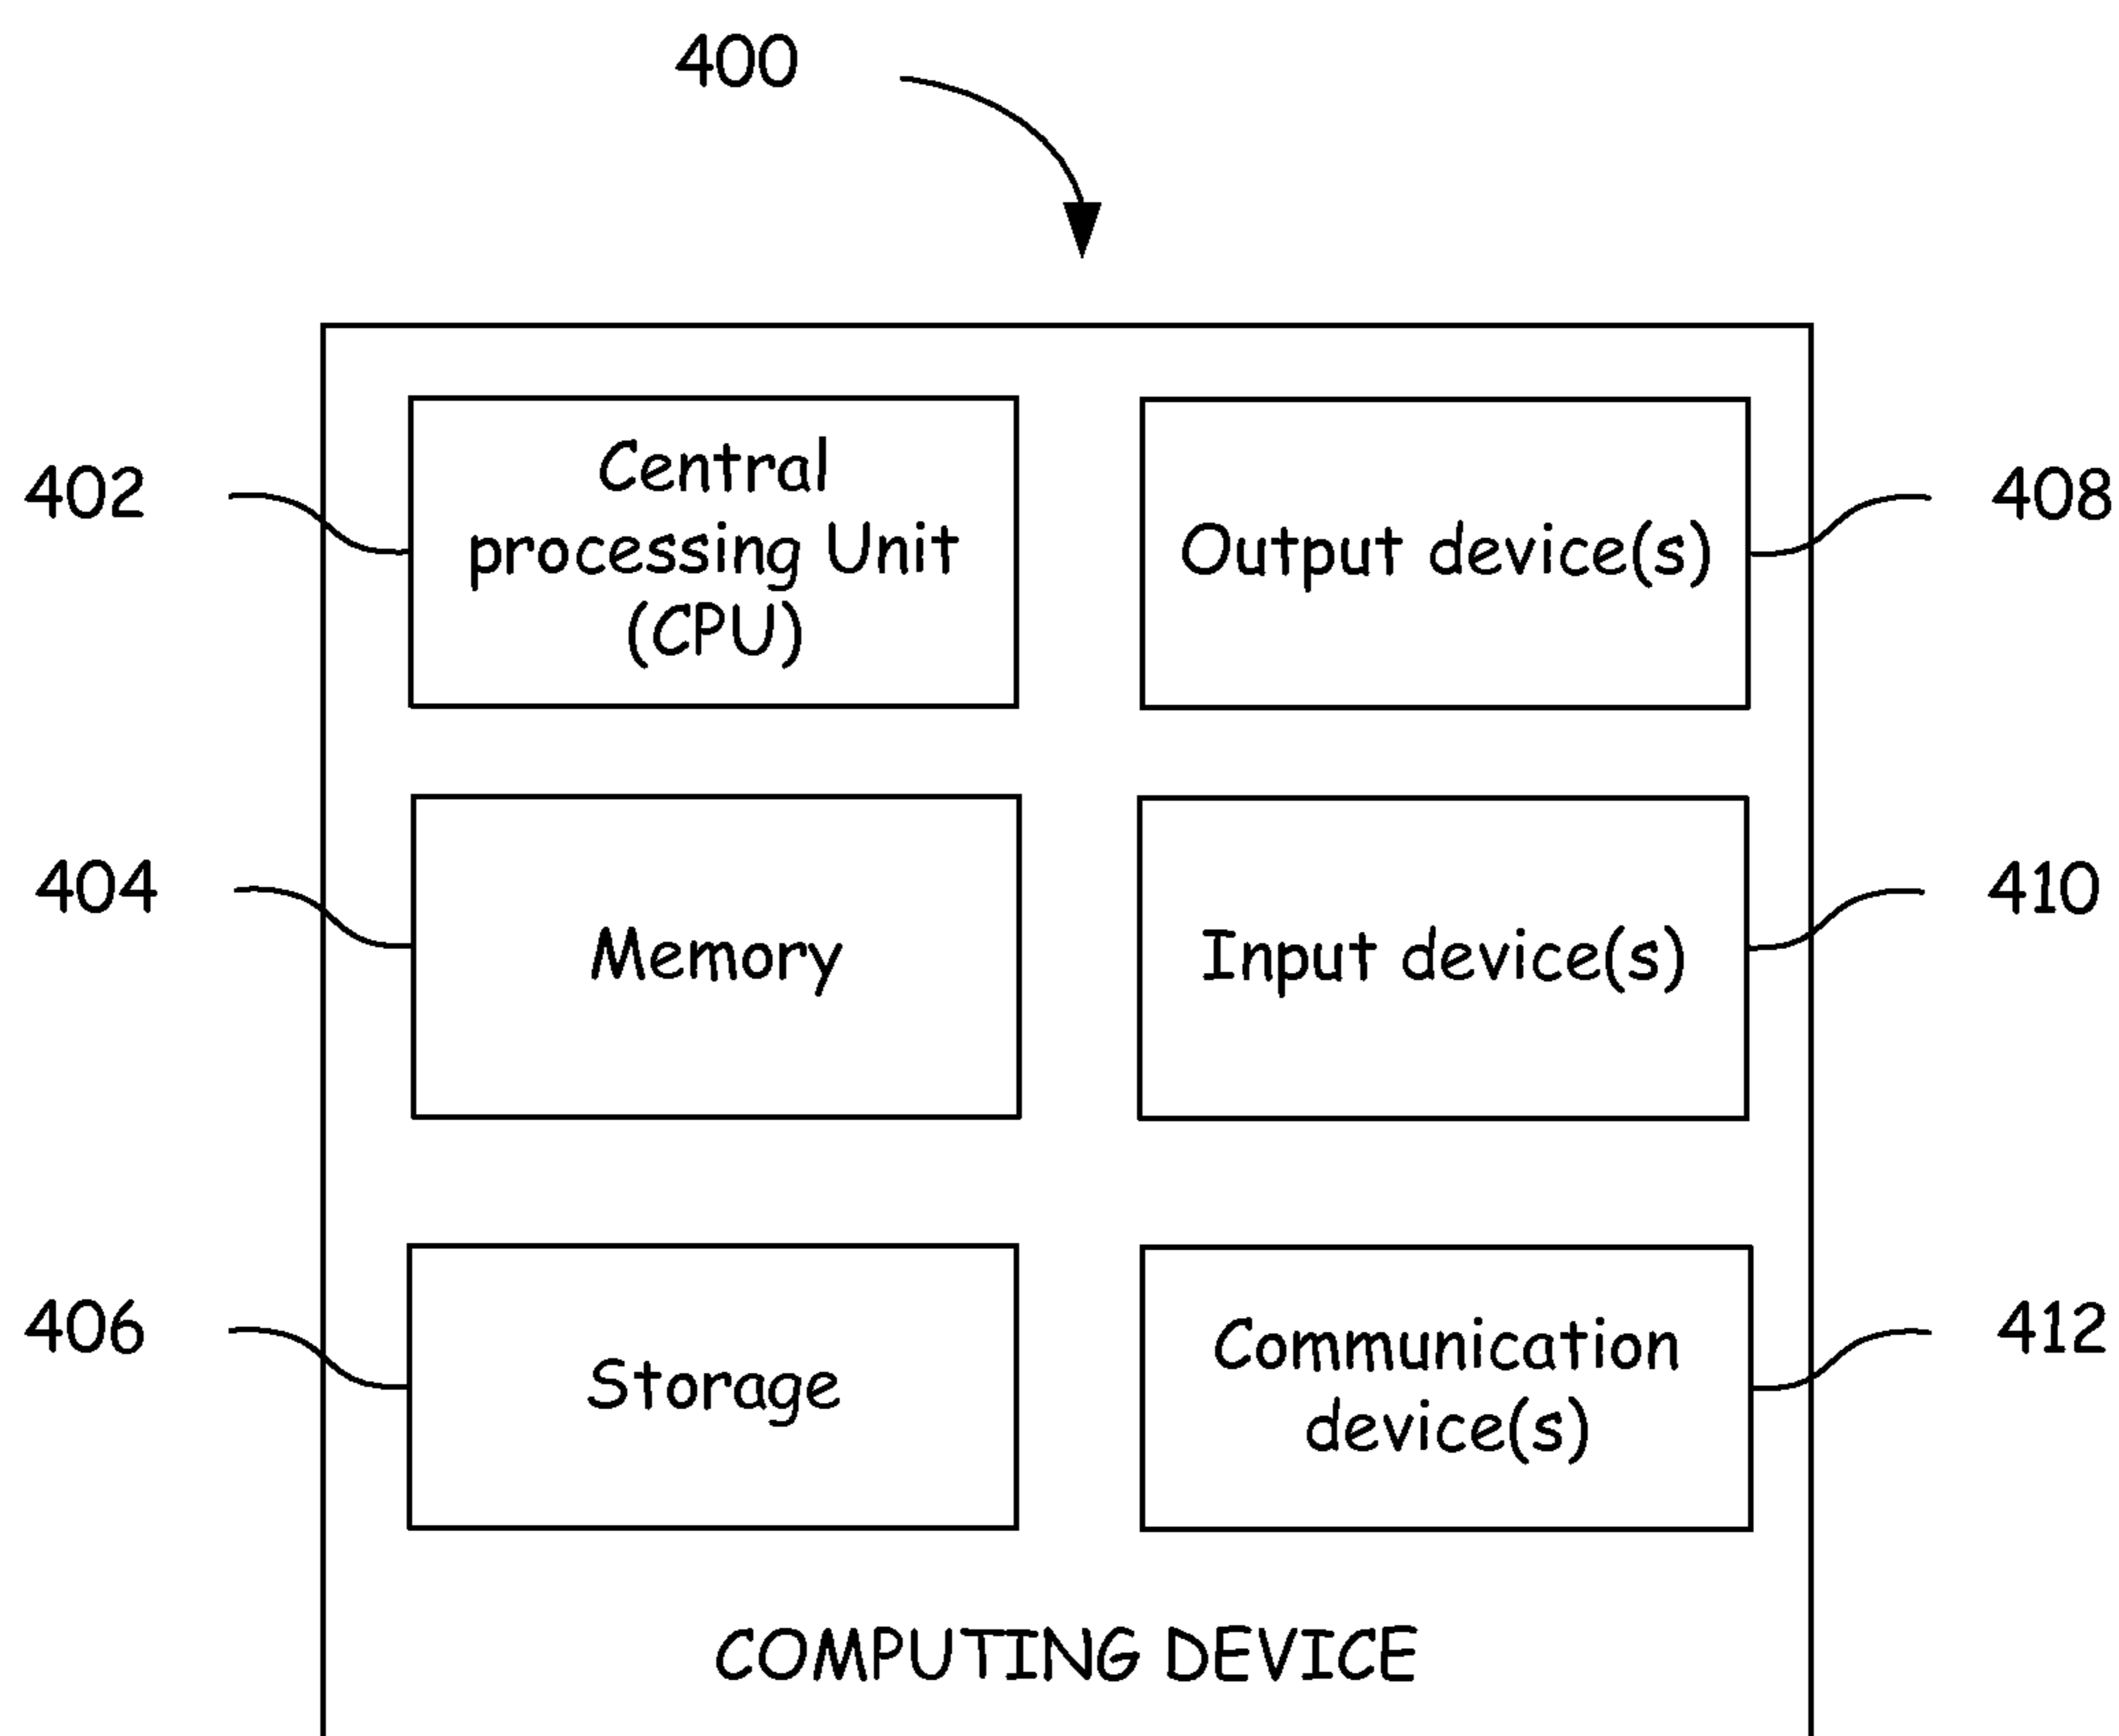 400
402
Central
processing Unit
(CPU)
Output device(s)
408
404
Memory
Input device(s)
410
406
Storage
Communication
device(s)
412
COMPUTING DEVICE